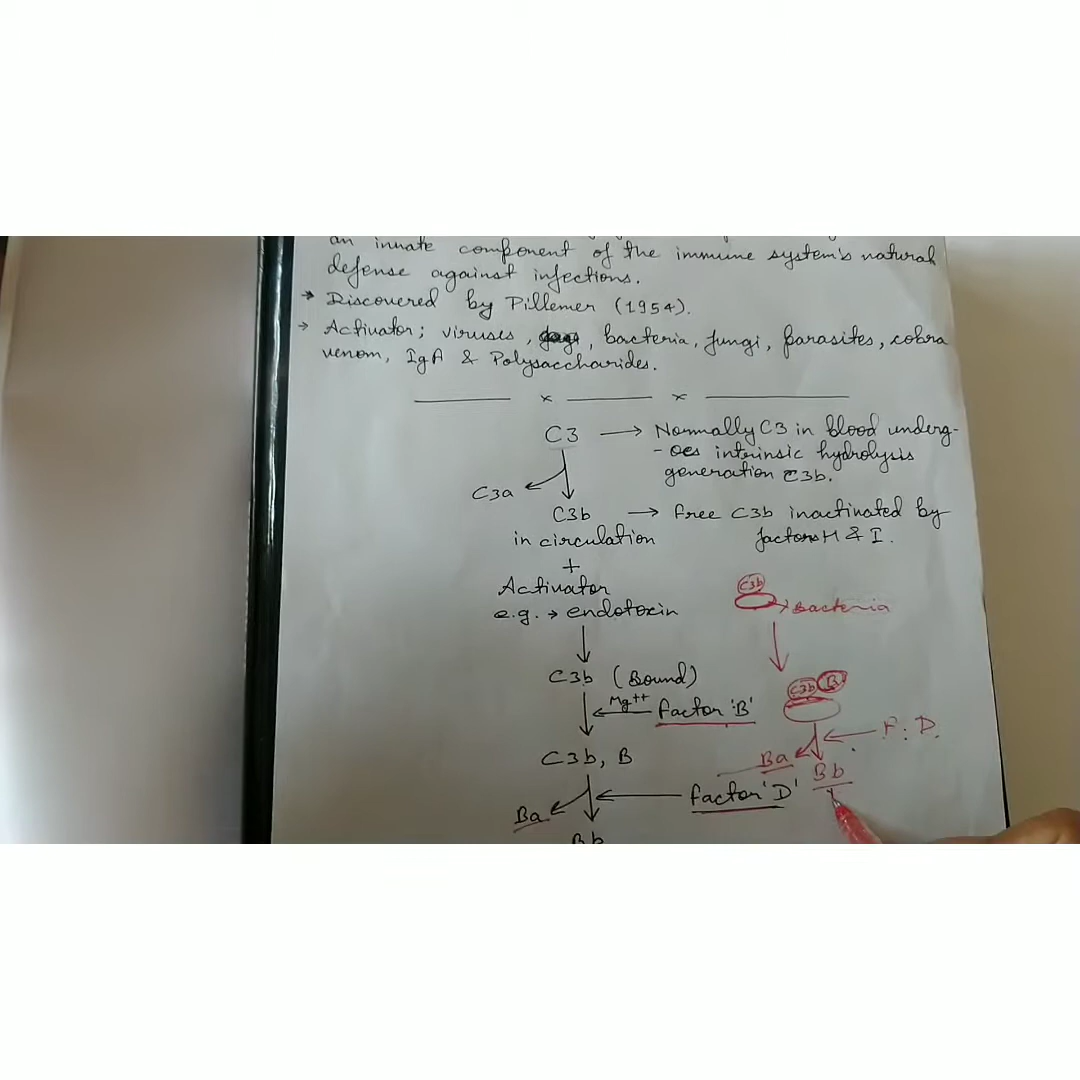 an innate component of the immune system's natural
defense against infections.
→ Discovered by Pillemer (1954).
→ Activator; viruses, , bacteria, fungi, parasites, cobra
venom, IgA & Polysaccharides.
x x
C3 → Normally C3 in blood underg-
-oes intrinsic hydrolysis
generation C3b.
C3a
C3b → free C3b inactivated by
factors H & I.
in circulation
+
Activator
e.g. → endotoxin
C3b
Bacteria
C3b (Bound)
C3b B
Mg++ factor 'B'
F. D.
C3b, B
Ba
Bb
factor 'D'
Ba
Bb